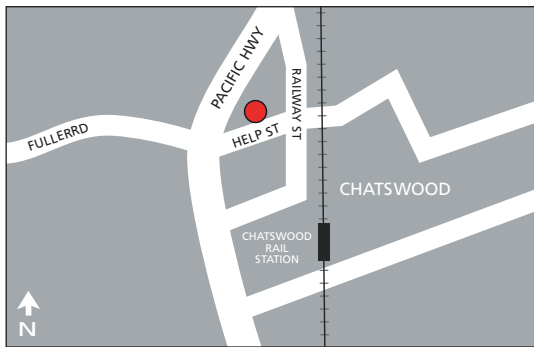 PACIFIC HWY
RAILWAY ST
FULLERRD
HELP ST
CHATSWOOD
CHATSWOOD
RAIL
STATION
N